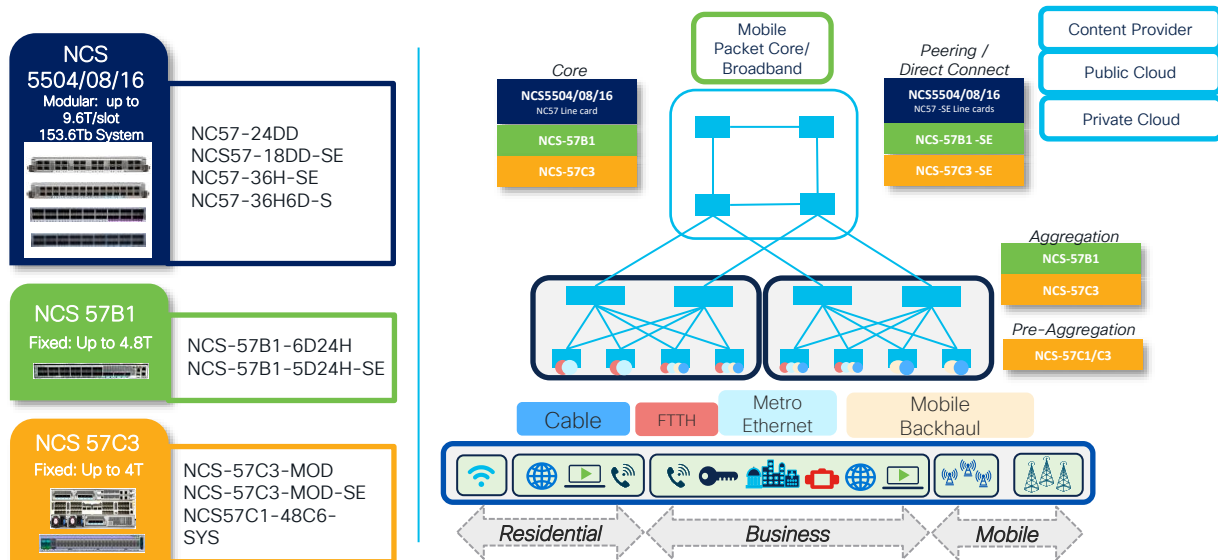 NCS
5504/08/16
Modular: up to
9.6T/slot
153.6Tb System
NC57-24DD
NCS57-18DD-SE
NC57-36H-SE
NC57-36H6D-S
NCS 57B1
Fixed: Up to 4.8T
NCS-57B1-6D24H
NCS-57B1-5D24H-SE
NCS 57C3
Fixed: Up to 4T
NCS-57C3-MOD
NCS-57C3-MOD-SE
NCS57C1-48C6-
SYS
Mobile
Packet Core/
Broadband
Core
NCS5504/08/16
NC57 Line card
NCS-57B1
NCS-57C3
Peering /
Direct Connect
NCS5504/08/16
NC57 -SE Line cards
NCS-57B1 -SE
NCS-57C3 -SE
Content Provider
Public Cloud
Private Cloud
Aggregation
NCS-57B1
NCS-57C3
Pre-Aggregation
NCS-57C1/C3
Cable
FTTH
Metro
Ethernet
Mobile
Backhaul
Residential
Business
Mobile